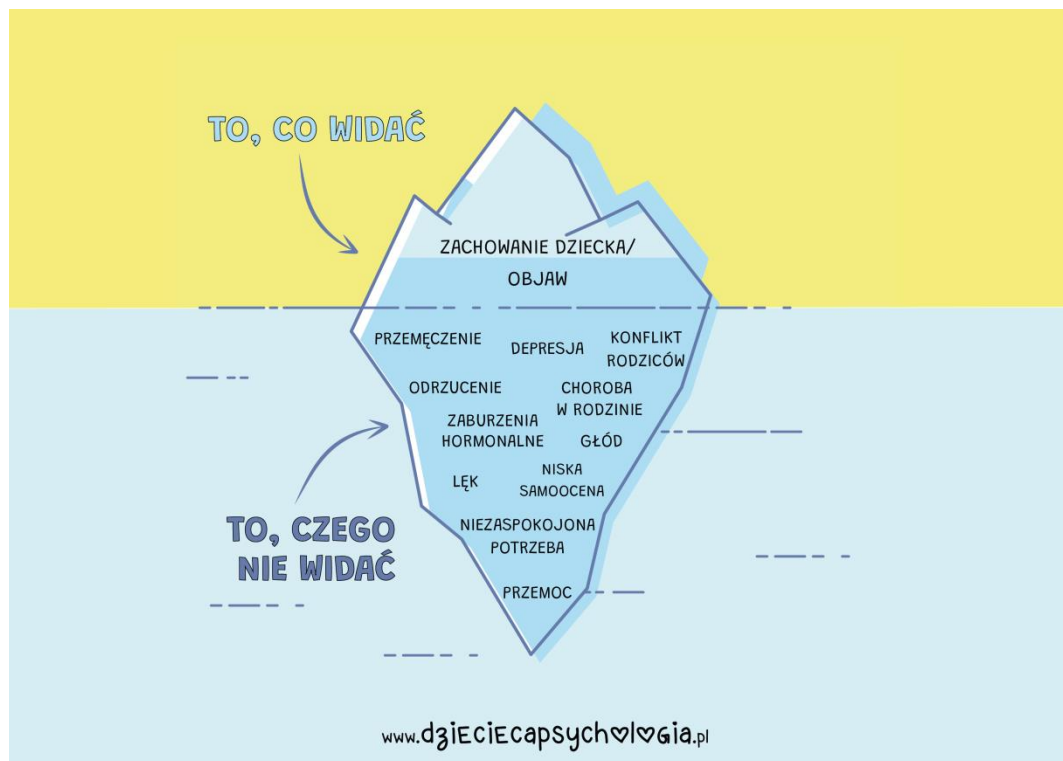 TO, CO WIDAĆ
ZACHOWANIE DZIECKA/
OBJAW
PRZEMĘCZENIE
DEPRESJA
KONFLIKT
RODZICÓW
ODRZUCENIE
CHOROBA
W RODZINIE
ZABURZENIA
HORMONALNE
GŁÓD
LĘK
NISKA
SAMOOCENA
NIEZASPOKOJONA
POTRZEBA
PRZEMOC
TO, CZEGO
NIE WIDAĆ
www.dziEciEcapsychologia.pl